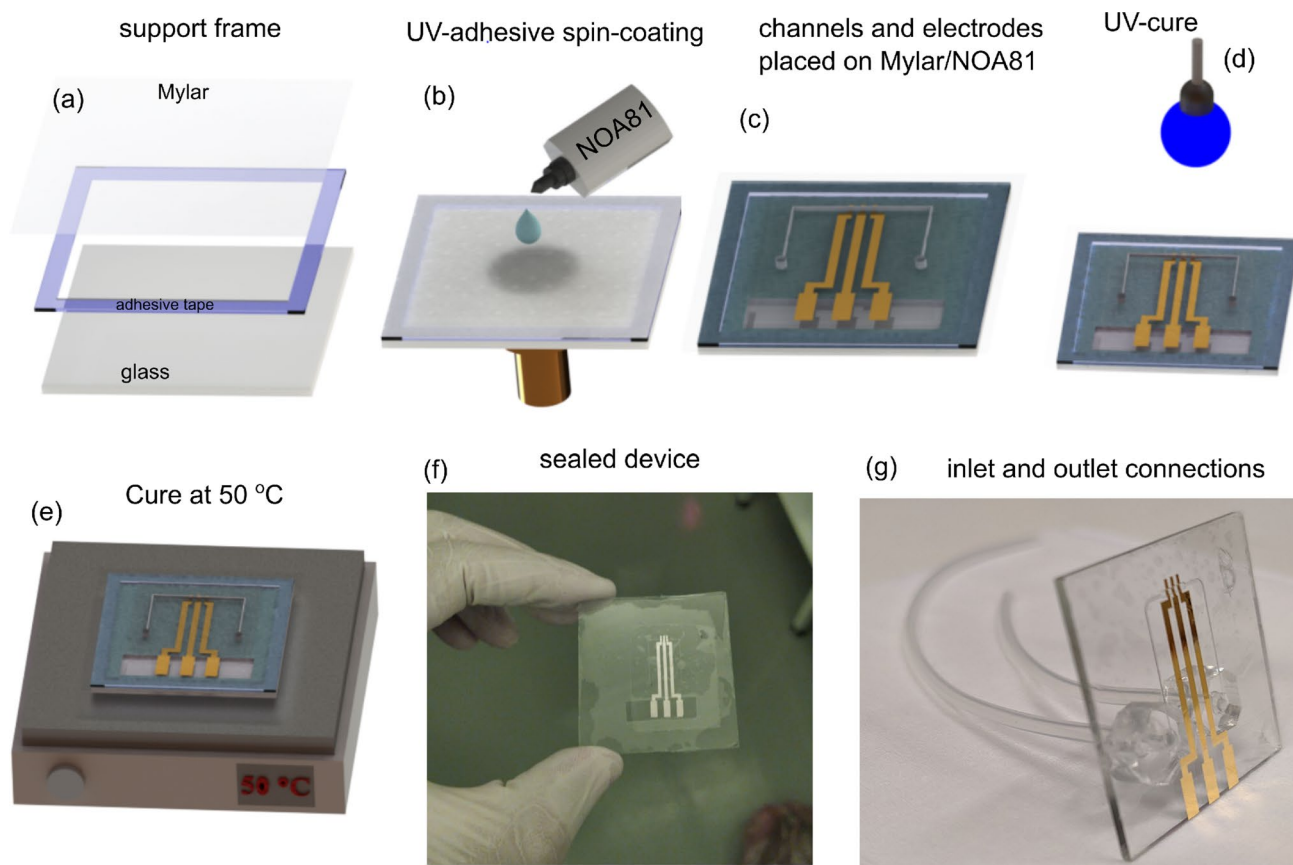 support frame
(a)
Mylar
adhesive tape
glass
UV-adhesive spin-coating
(b)
NOA81
channels and electrodes
placed on Mylar/NOA81
(c)
UV-cure
(d)
Cure at 50 °C
(e)
50 °C
(f)
sealed device
(g)
inlet and outlet connections